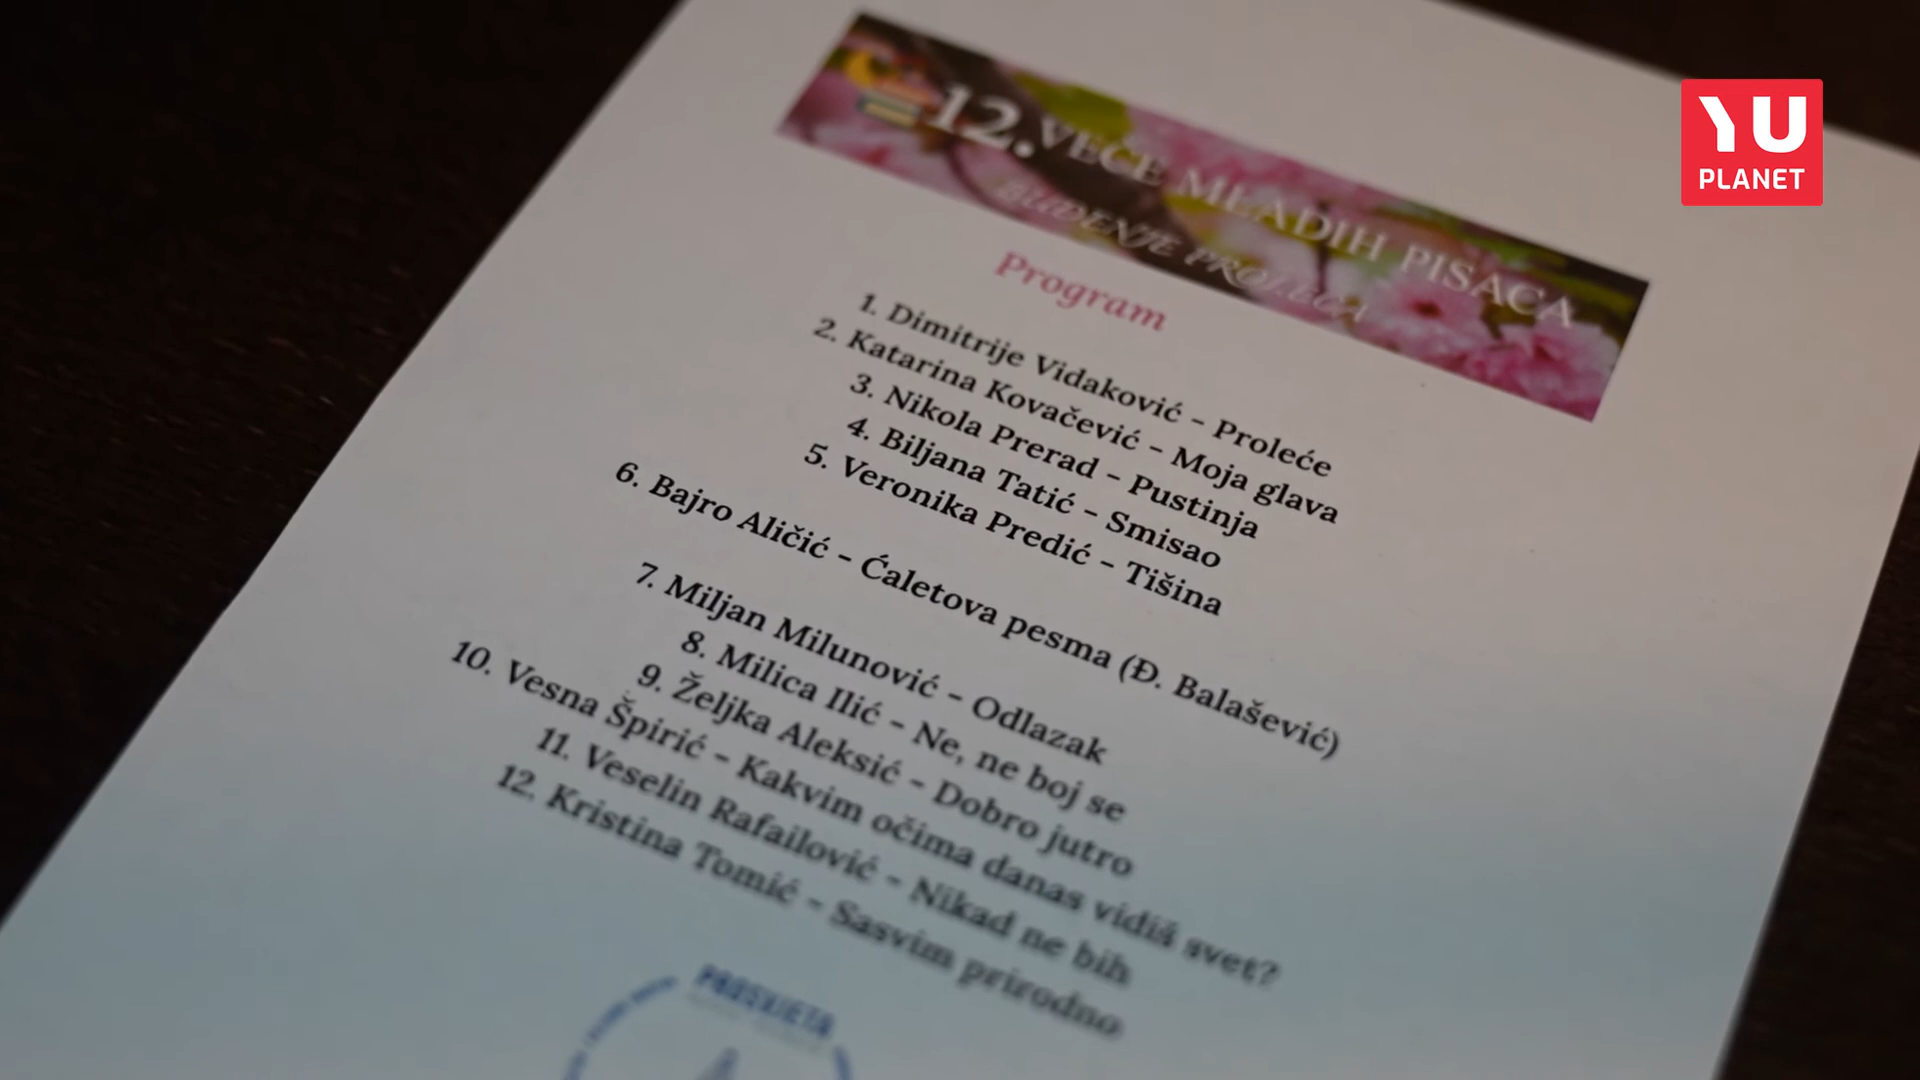 12. VEČE MLADIH PISACA
BUĐENJE PROLJEĆA
Program
1. Dimitrije Vidaković - Proleće
2. Katarina Kovačević - Moja glava
3. Nikola Prerad - Pustinja
4. Biljana Tatić - Smisao
5. Veronika Predić - Tišina
6. Bajro Aličić - Ćaletova pesma (Đ. Balašević)
7. Miljan Milunović - Odlazak
8. Milica Ilić - Ne, ne boj se
9. Željka Aleksić - Dobro jutro
10. Vesna Špirić - Kakvim očima danas vidiš svet?
11. Veselin Rafailović - Nikad ne bih
12. Kristina Tomić - Sasvim prirodno
PROSVJETA
YU
PLANET